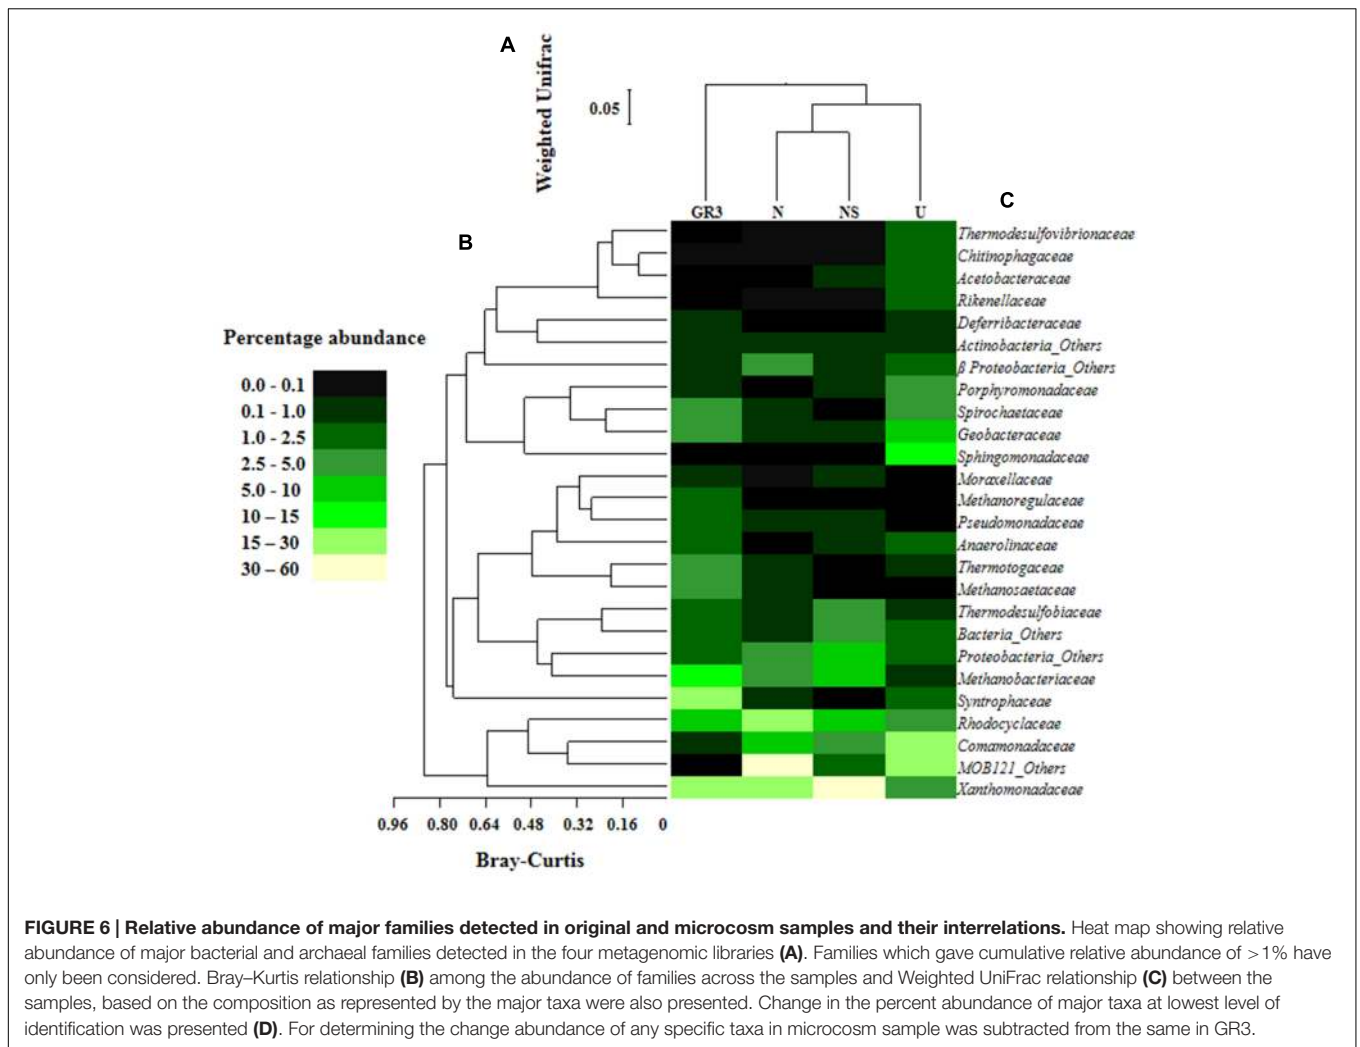 A
Weighted Unifrac
0.05
GR3 N NS U
C
B
Thermodesulfovibrionaceae
Chitinophagaceae
Acetobacteraceae
Rikenellaceae
Deferribacteraceae
Actinobacteria_Others
β Proteobacteria_Others
Porphyromonadaceae
Spirochaetaceae
Geobacteraceae
Sphingomonadaceae
Moraxellaceae
Methanoregulaceae
Pseudomonadaceae
Anaerolinaceae
Thermotogaceae
Methanosaetaceae
Thermodesulfobiaceae
Bacteria_Others
Proteobacteria_Others
Methanobacteriaceae
Syntrophaceae
Rhodocyclaceae
Comamonadaceae
MOB121_Others
Xanthomonadaceae
Percentage abundance
0.0 - 0.1
0.1 - 1.0
1.0 - 2.5
2.5 - 5.0
5.0 - 10
10 – 15
15 – 30
30 – 60
0.96 0.80 0.64 0.48 0.32 0.16 0
Bray-Curtis
FIGURE 6 | Relative abundance of major families detected in original and microcosm samples and their interrelations. Heat map showing relative
abundance of major bacterial and archaeal families detected in the four metagenomic libraries (A). Families which gave cumulative relative abundance of >1% have
only been considered. Bray–Kurtis relationship (B) among the abundance of families across the samples and Weighted UniFrac relationship (C) between the
samples, based on the composition as represented by the major taxa were also presented. Change in the percent abundance of major taxa at lowest level of
identification was presented (D). For determining the change abundance of any specific taxa in microcosm sample was subtracted from the same in GR3.